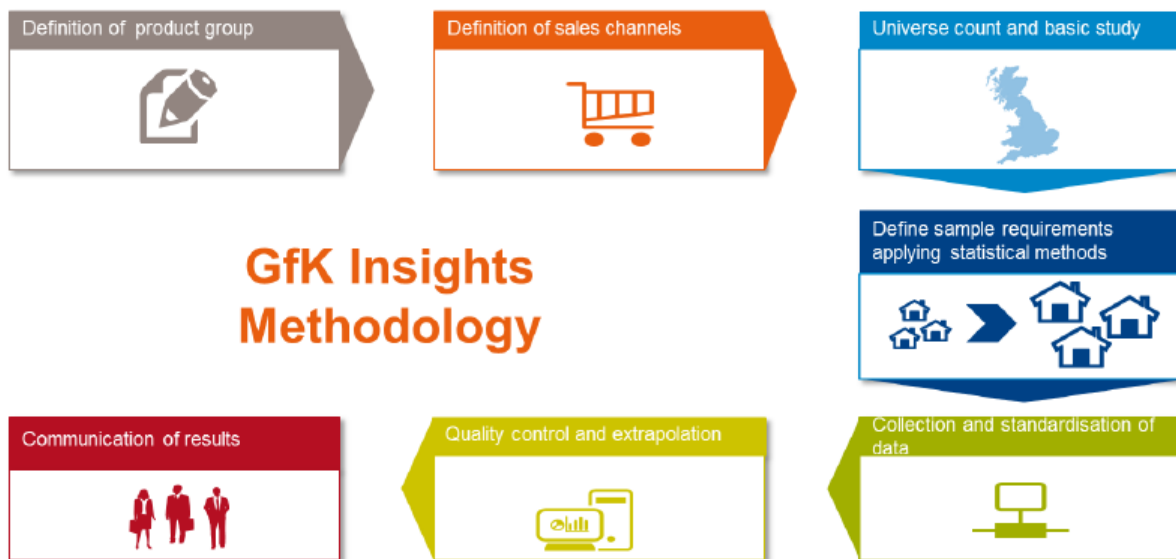 Definition of product group
Definition of sales channels
Universe count and basic study
Define sample requirements
applying statistical methods
GfK Insights
Methodology
Collection and standardisation of
data
Quality control and extrapolation
Communication of results